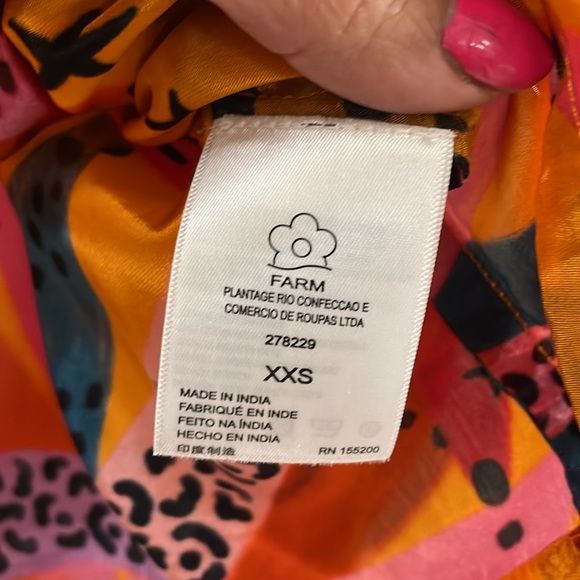 FARM
PLANTAGE RIO CONFECCAO E
COMERCIO DE ROUPAS LTDA
278229
XXS
MADE IN INDIA
FABRIQUÉ EN INDE
FEITO NA ÍNDIA
HECHO EN INDIA
印度制造
RN 155200